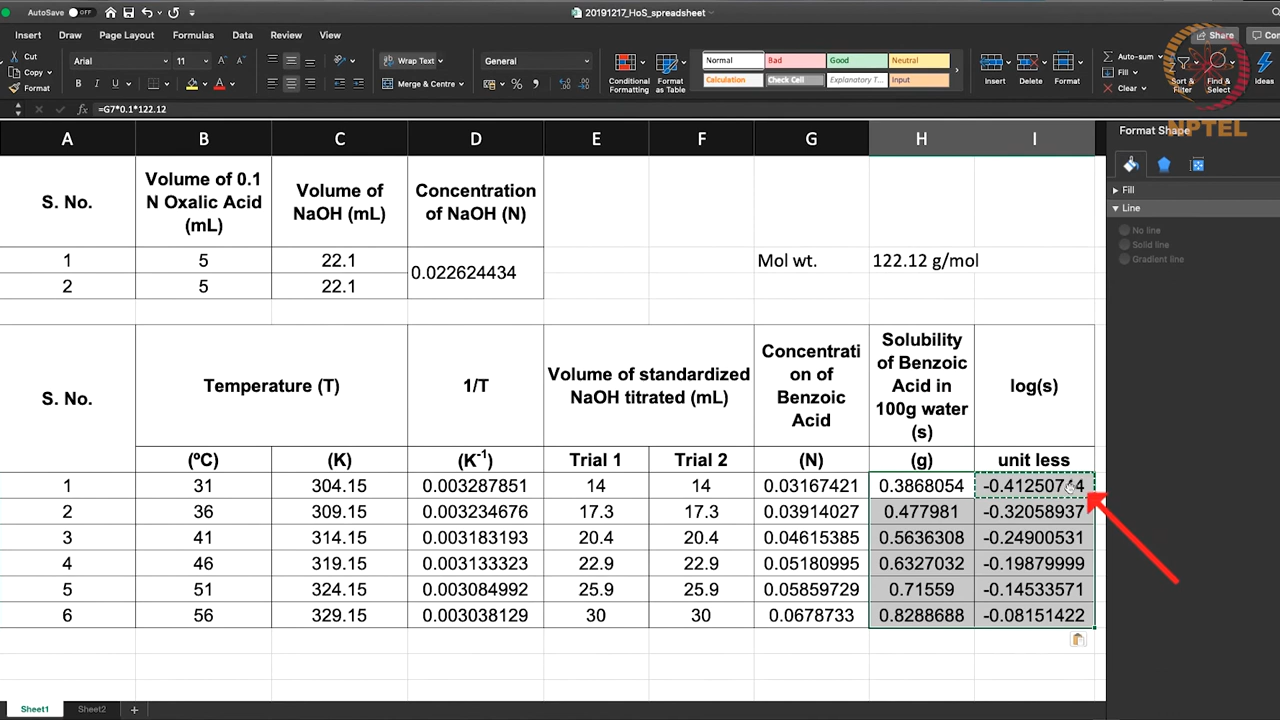 AutoSave OFF 20191217_HoS_spreadsheet
Insert Draw Page Layout Formulas Data Review View Share
Cut
Copy
Format
Arial 11
B I U
Wrap Text
Merge & Centre
General
Conditional Formatting
Format as Table
Normal Bad Good Neutral
Calculation Check Cell Explanatory T... Input
Insert Delete Format
Auto-sum
Fill
Clear
Sort & Filter
Find & Select
Ideas
NPTEL
fx =G7*0.1*122.12
A B C D E F G H I
S. No. Volume of 0.1 N Oxalic Acid (mL) Volume of NaOH (mL) Concentration of NaOH (N)
1 5 22.1 0.022624434 Mol wt. 122.12 g/mol
2 5 22.1
S. No. Temperature (T) 1/T Volume of standardized NaOH titrated (mL) Concentrati on of Benzoic Acid Solubility of Benzoic Acid in 100g water (s) log(s)
(ºC) (K) (K-1) Trial 1 Trial 2 (N) (g) unit less
1 31 304.15 0.003287851 14 14 0.03167421 0.3868054
2 36 309.15 0.003234676 17.3 17.3 0.03914027 0.477981 -0.32058937
3 41 314.15 0.003183193 20.4 20.4 0.04615385 0.5636308 -0.24900531
4 46 319.15 0.003133323 22.9 22.9 0.05180995 0.6327032 -0.19879999
5 51 324.15 0.003084992 25.9 25.9 0.05859729 0.71559 -0.14533571
6 56 329.15 0.003038129 30 30 0.0678733 0.8288688 -0.08151422
Format Shape
Fill
Line
No line
Solid line
Gradient line
Sheet1 Sheet2 +